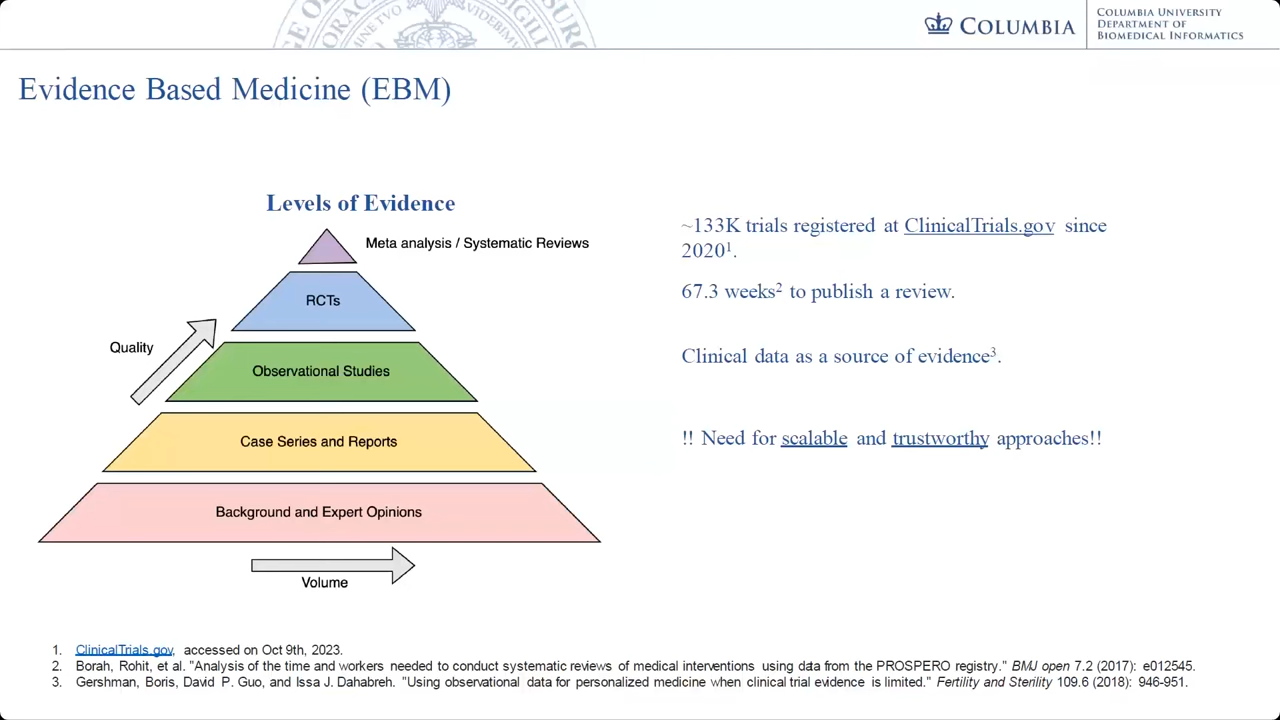 COLUMBIA
COLUMBIA UNIVERSITY
DEPARTMENT OF
BIOMEDICAL INFORMATICS
Evidence Based Medicine (EBM)
Levels of Evidence
Meta analysis / Systematic Reviews
RCTs
Quality
Observational Studies
Case Series and Reports
Background and Expert Opinions
Volume
~133K trials registered at ClinicalTrials.gov since
2020¹.
67.3 weeks² to publish a review.
Clinical data as a source of evidence³.
!! Need for scalable and trustworthy approaches!!
1. ClinicalTrials.gov, accessed on Oct 9th, 2023.
2. Borah, Rohit, et al. "Analysis of the time and workers needed to conduct systematic reviews of medical interventions using data from the PROSPERO registry." BMJ open 7.2 (2017): e012545.
3. Gershman, Boris, David P. Guo, and Issa J. Dahabreh. "Using observational data for personalized medicine when clinical trial evidence is limited." Fertility and Sterility 109.6 (2018): 946-951.